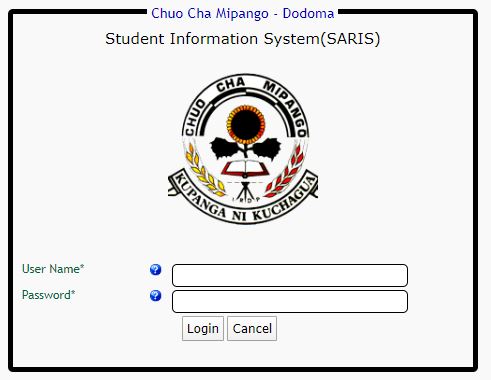 Chuo Cha Mipango - Dodoma
Student Information System(SARIS)
CHUO CHA MIPANGO
IRDP
KUPANGA NI KUCHAGUA
User Name*
?
Password*
?
Login Cancel